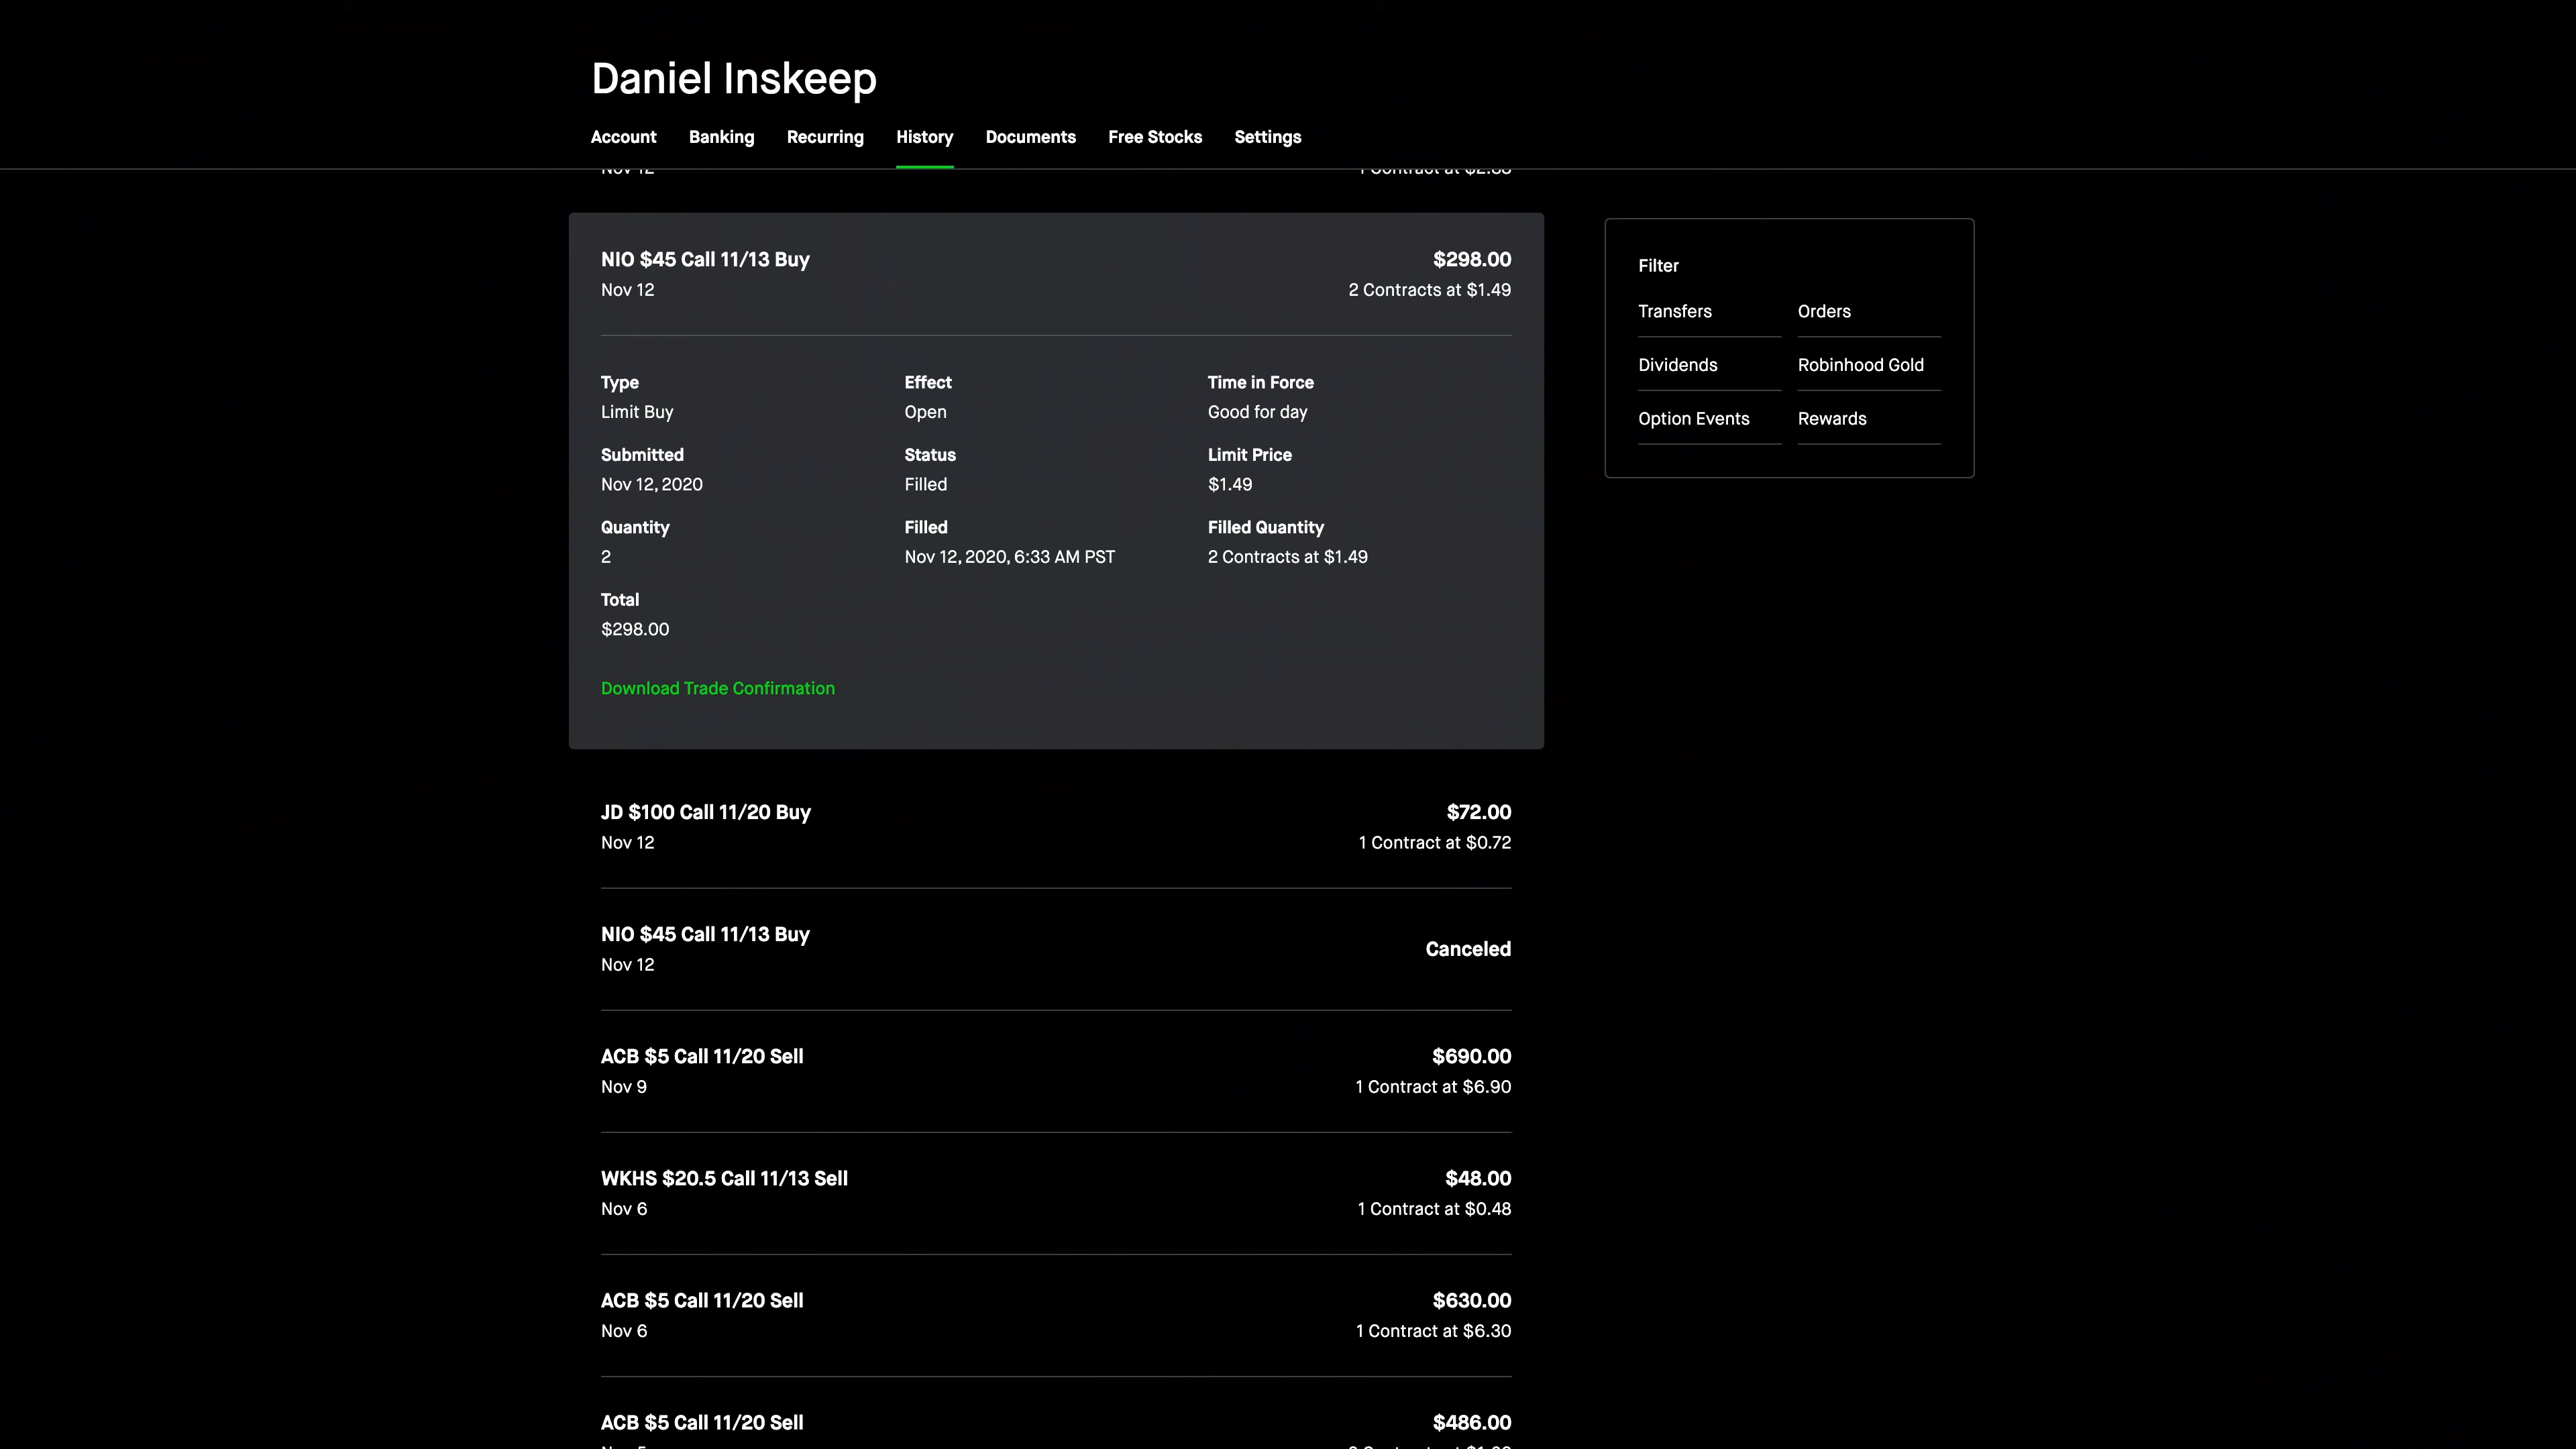 Daniel Inskeep
Account Banking Recurring History Documents Free Stocks Settings
NIO $45 Call 11/13 Buy $298.00
Nov 12 2 Contracts at $1.49
Type Effect Time in Force
Limit Buy Open Good for day
Submitted Status Limit Price
Nov 12, 2020 Filled $1.49
Quantity Filled Filled Quantity
2 Nov 12, 2020, 6:33 AM PST 2 Contracts at $1.49
Total
$298.00
Download Trade Confirmation
JD $100 Call 11/20 Buy $72.00
Nov 12 1 Contract at $0.72
NIO $45 Call 11/13 Buy
Canceled
Nov 12
ACB $5 Call 11/20 Sell $690.00
Nov 9 1 Contract at $6.90
WKHS $20.5 Call 11/13 Sell $48.00
Nov 6 1 Contract at $0.48
ACB $5 Call 11/20 Sell $630.00
Nov 6 1 Contract at $6.30
ACB $5 Call 11/20 Sell $486.00
Filter
Transfers Orders
Dividends Robinhood Gold
Option Events Rewards